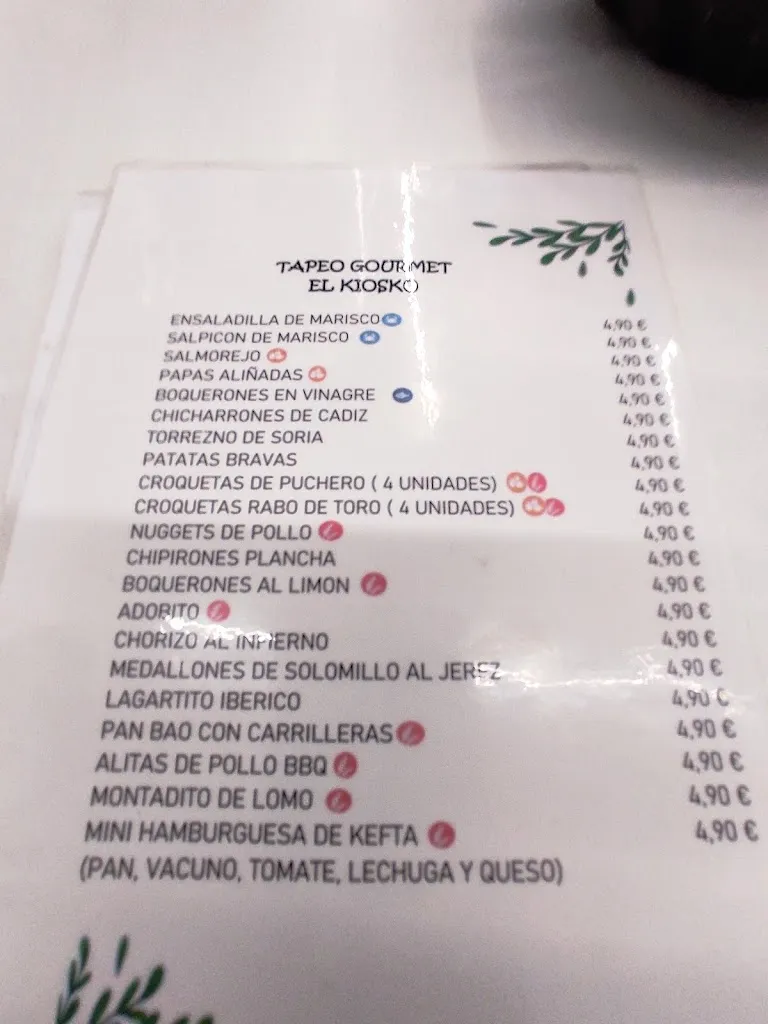 TAPEO GOURMET
EL KIOSKO
ENSALADILLA DE MARISCO 4,90 €
SALPICON DE MARISCO 4,90 €
SALMOREJO 4,90 €
PAPAS ALIÑADAS 4,90 €
BOQUERONES EN VINAGRE 4,90 €
CHICHARRONES DE CADIZ 4,90 €
TORREZNO DE SORIA 4,90 €
PATATAS BRAVAS 4,90 €
CROQUETAS DE PUCHERO ( 4 UNIDADES) 4,90 €
CROQUETAS RABO DE TORO ( 4 UNIDADES) 4,90 €
NUGGETS DE POLLO 4,90 €
CHIPIRONES PLANCHA 4,90 €
BOQUERONES AL LIMON 4,90 €
ADOBITO 4,90 €
CHORIZO AL INFIERNO 4,90 €
MEDALLONES DE SOLOMILLO AL JEREZ 4,90 €
LAGARTITO IBERICO 4,90 €
PAN BAO CON CARRILLERAS 4,90 €
ALITAS DE POLLO BBQ 4,90 €
MONTADITO DE LOMO 4,90 €
MINI HAMBURGUESA DE KEFTA 4,90 €
(PAN, VACUNO, TOMATE, LECHUGA Y QUESO)